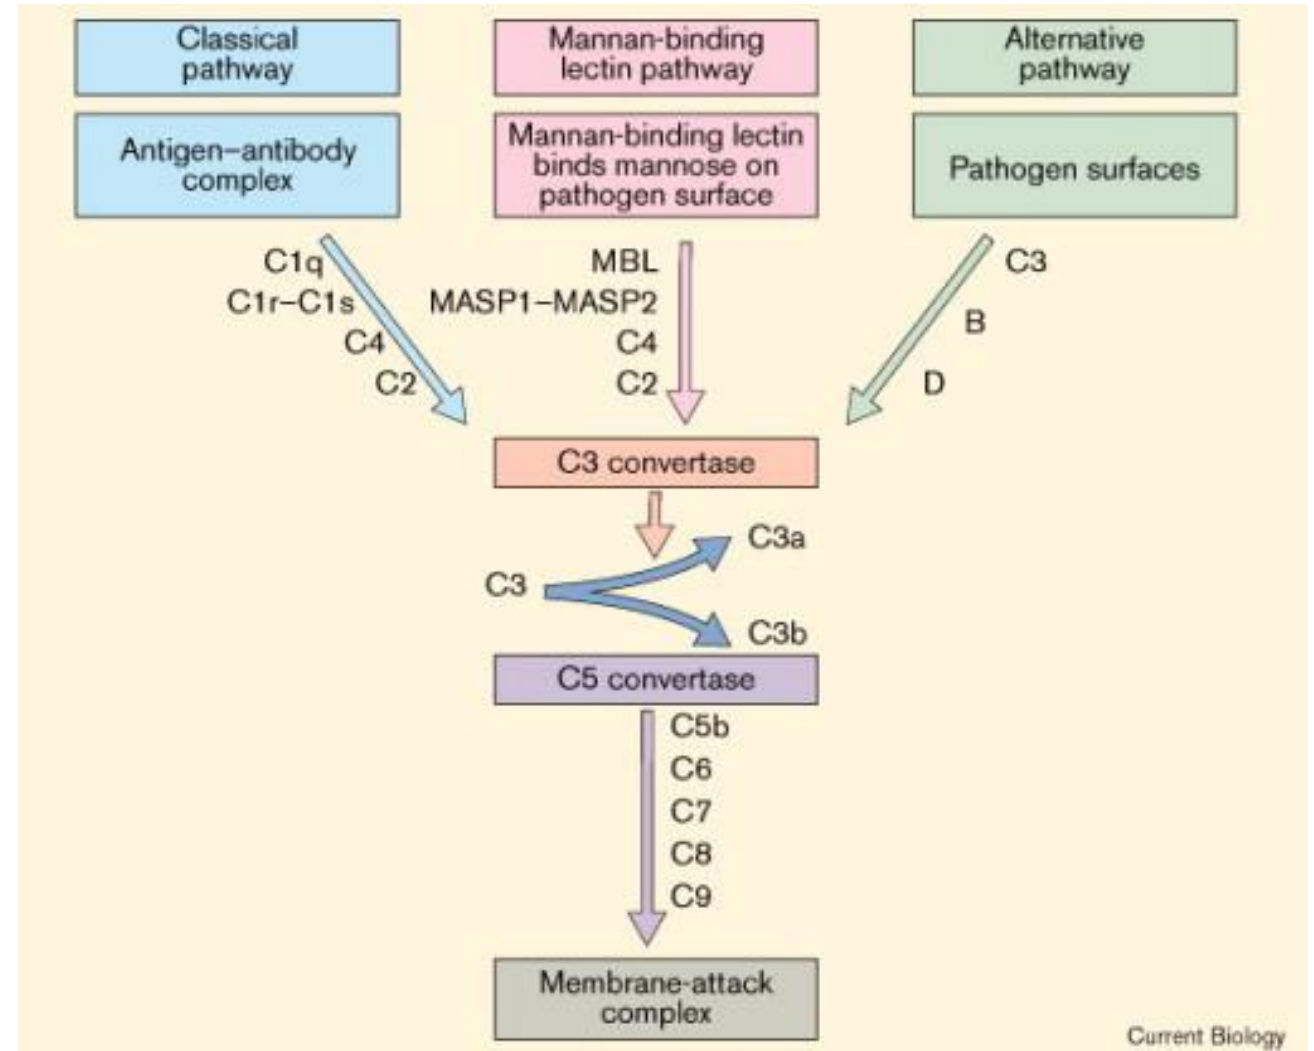 Classical
pathway
Mannan-binding
lectin pathway
Alternative
pathway
Antigen–antibody
complex
Mannan-binding lectin
binds mannose on
pathogen surface
Pathogen surfaces
C1q
C1r–C1s
C4
C2
MBL
MASP1–MASP2
C4
C2
C3
B
D
C3 convertase
C3a
C3
C3b
C5 convertase
C5b
C6
C7
C8
C9
Membrane-attack
complex
Current Biology